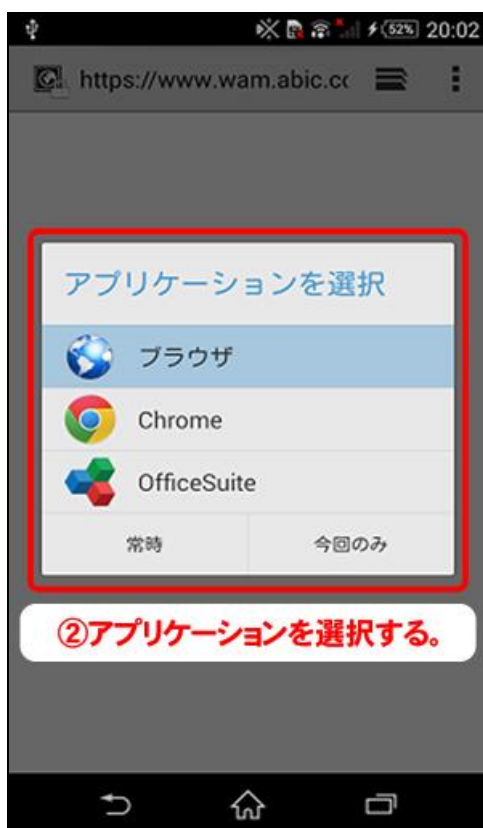 52% 20:02
https://www.wam.abic.cc
アプリケーションを選択
ブラウザ
Chrome
OfficeSuite
常時 今回のみ
②アプリケーションを選択する。